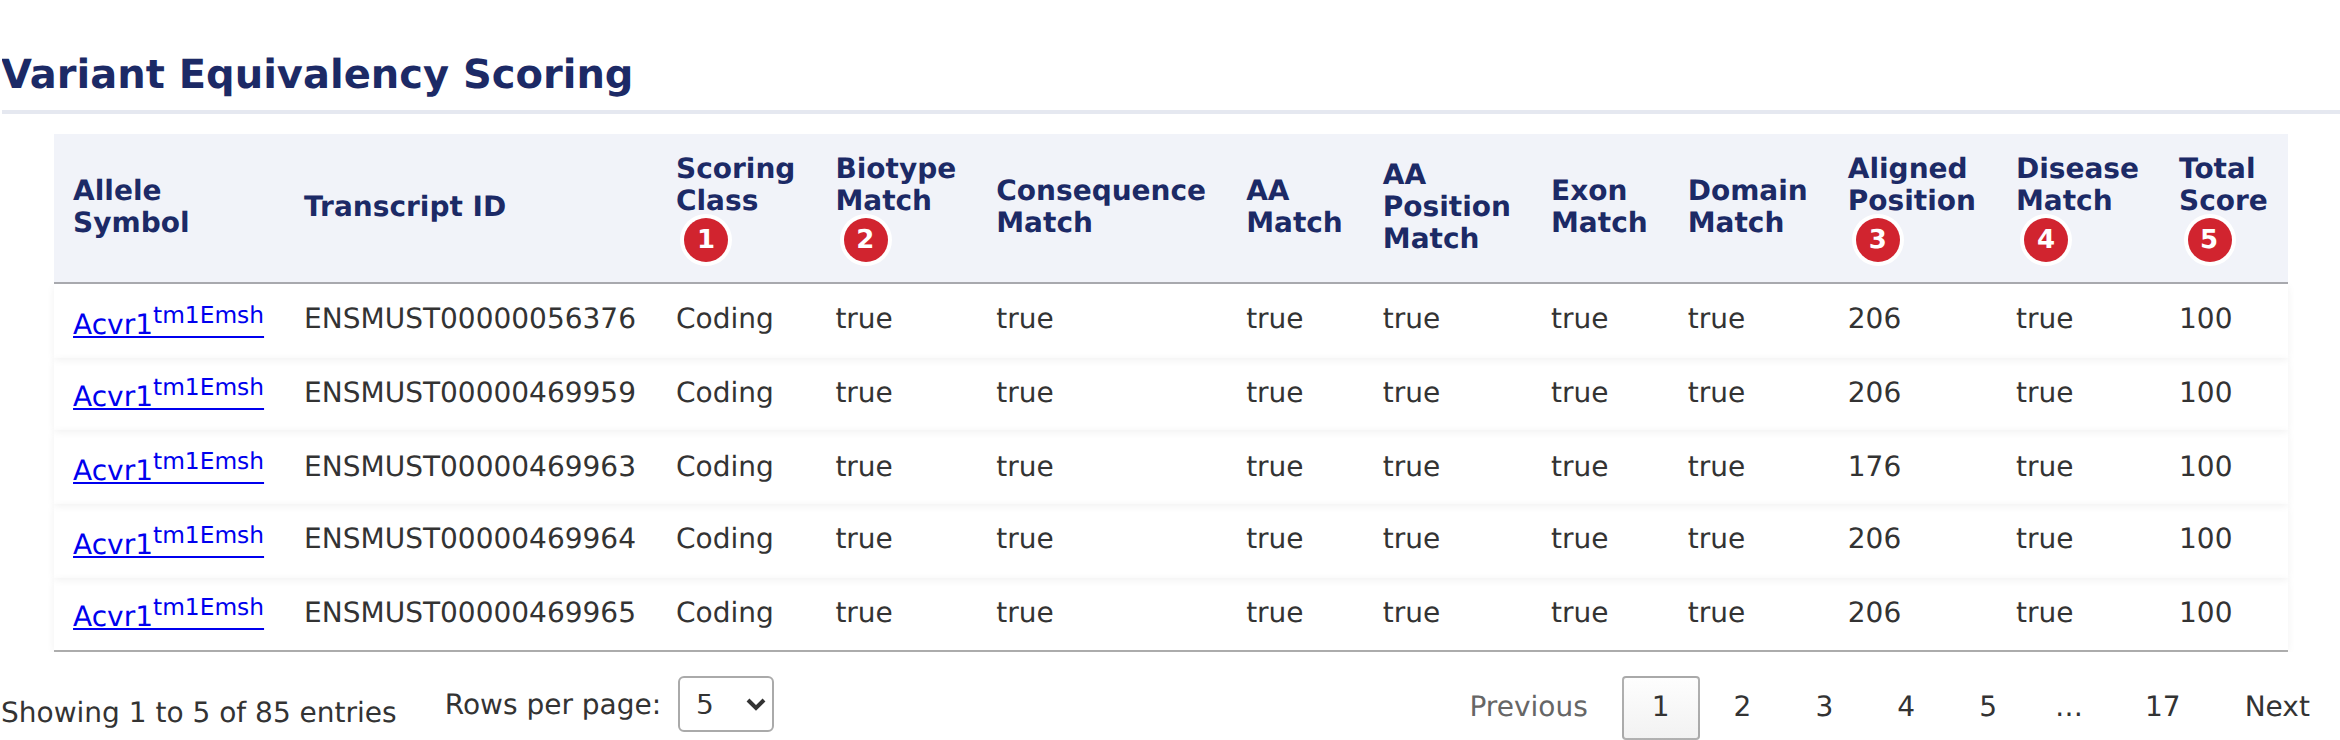 Variant Equivalency Scoring
Allele Symbol Transcript ID Scoring Class 1 Biotype Match 2 Consequence Match AA Match AA Position Match Exon Match Domain Match Aligned Position 3 Disease Match 4 Total Score 5
Acvr1tm1Emsh ENSMUST00000056376 Coding true true true true true true 206 true 100
Acvr1tm1Emsh ENSMUST00000469959 Coding true true true true true true 206 true 100
Acvr1tm1Emsh ENSMUST00000469963 Coding true true true true true true 176 true 100
Acvr1tm1Emsh ENSMUST00000469964 Coding true true true true true true 206 true 100
Acvr1tm1Emsh ENSMUST00000469965 Coding true true true true true true 206 true 100
Showing 1 to 5 of 85 entries Rows per page: 5 Previous 1 2 3 4 5 … 17 Next